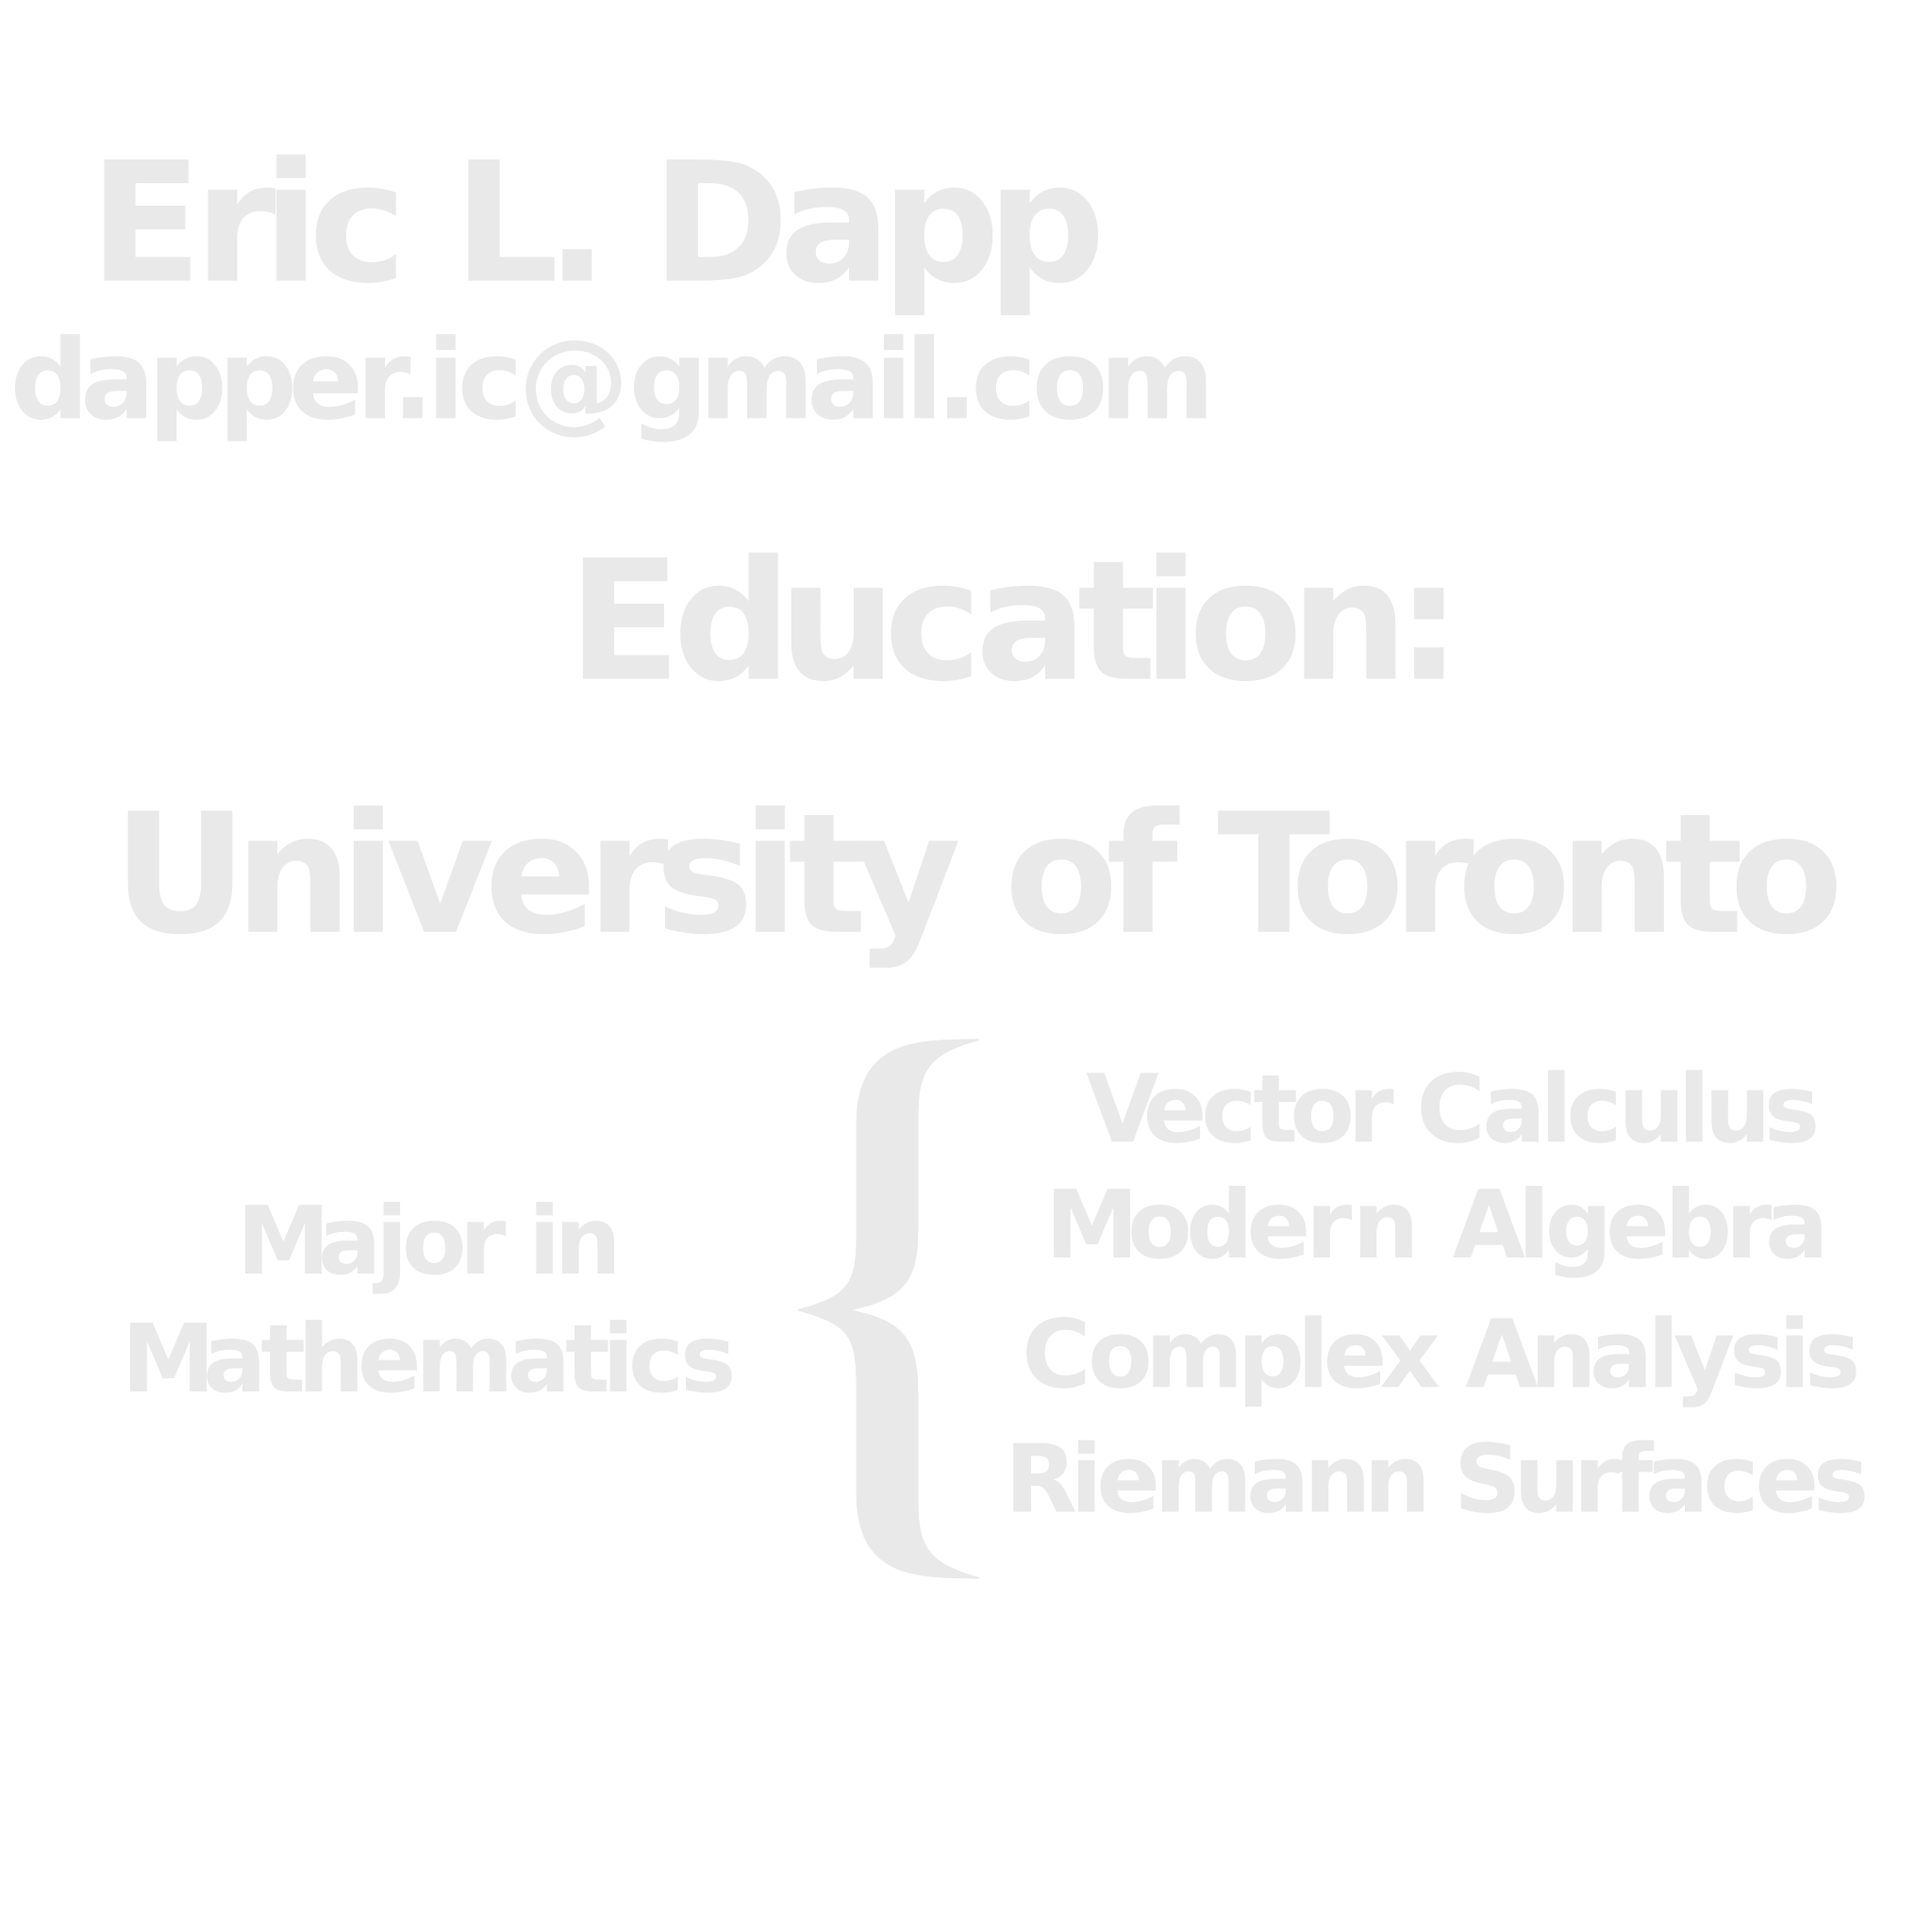 Eric L. Dapp
dapper.ic@gmail.com
Education:
University of Toronto
Major in
Mathematics
{
Vector Calculus
Modern Algebra
Complex Analysis
Riemann Surfaces